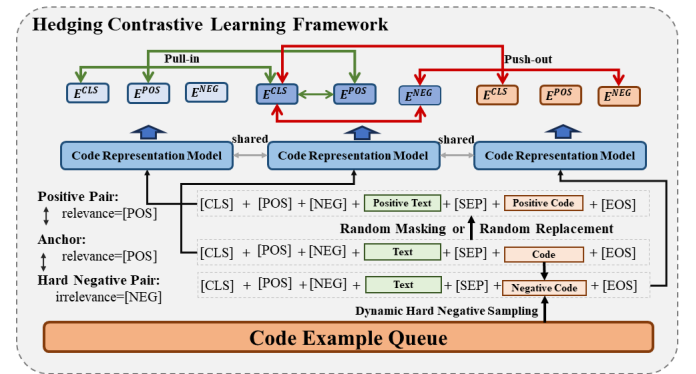 Hedging Contrastive Learning Framework
Pull-in
Push-out
E^CLS E^POS E^NEG E^CLS E^POS E^NEG E^CLS E^POS E^NEG
shared
shared
Code Representation Model
Code Representation Model
Code Representation Model
Positive Pair:
relevance=[POS]
[CLS] + [POS] + [NEG] + Positive Text + [SEP] + Positive Code + [EOS]
Random Masking or Random Replacement
Anchor:
relevance=[POS]
[CLS] + [POS] + [NEG] + Text + [SEP] + Code + [EOS]
Hard Negative Pair:
irrelevance=[NEG]
[CLS] + [POS] + [NEG] + Text + [SEP] + Negative Code + [EOS]
Dynamic Hard Negative Sampling
Code Example Queue